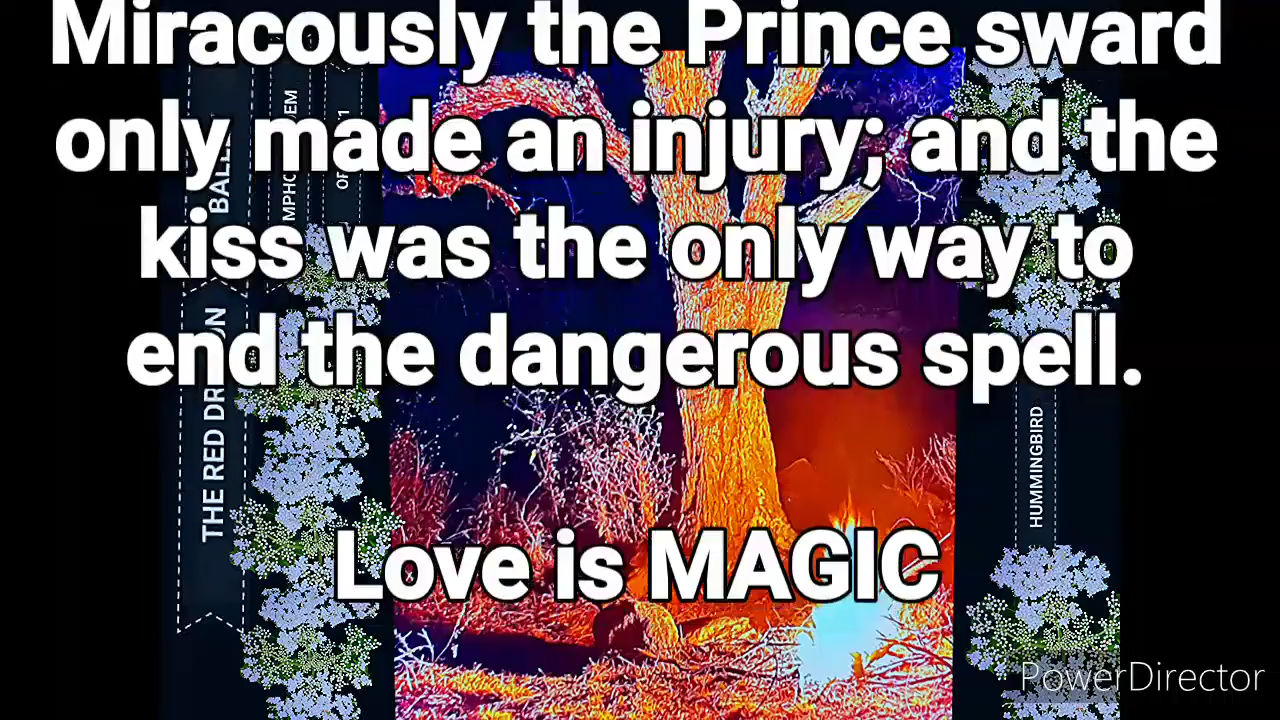 Miracously the Prince sward
only made an injury; and the
kiss was the only way to
end the dangerous spell.
Love is MAGIC
THE RED
HUMMINGBIRD
PowerDirector